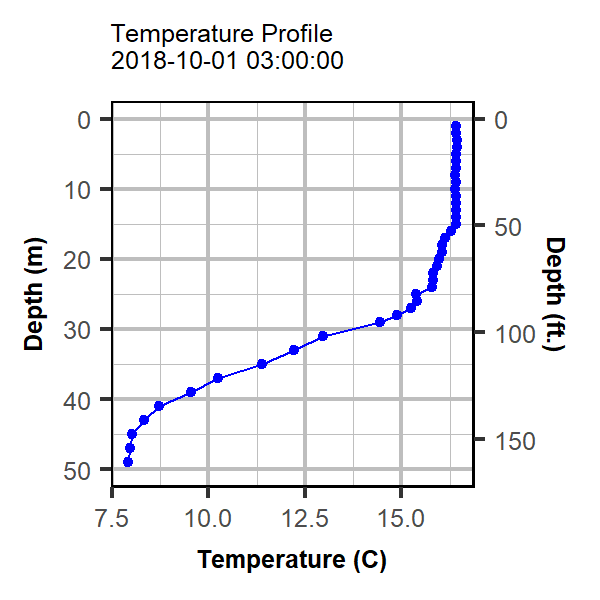 Temperature Profile
2018-10-01 03:00:00
0
10
20
30
40
50
Depth (m)
0
50
100
150
Depth (ft.)
7.5 10.0 12.5 15.0
Temperature (C)